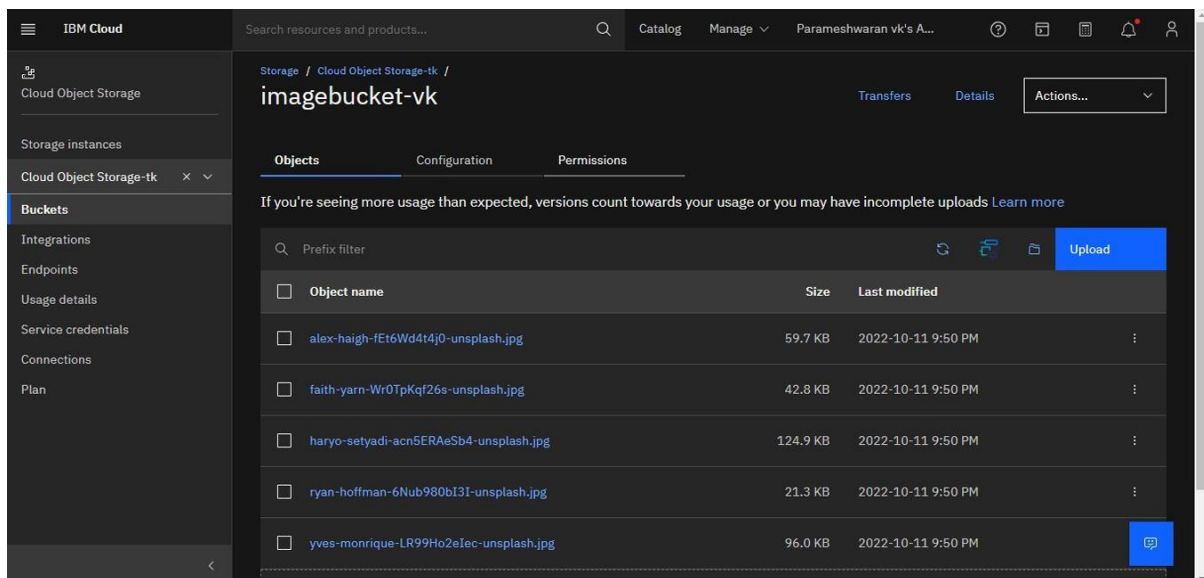 IBM Cloud
Search resources and products...
Catalog
Manage
Parameshwaran vk's A...
Cloud Object Storage
Storage instances
Cloud Object Storage-tk
Buckets
Integrations
Endpoints
Usage details
Service credentials
Connections
Plan
Storage / Cloud Object Storage-tk /
imagebucket-vk
Transfers
Details
Actions...
Objects
Configuration
Permissions
If you're seeing more usage than expected, versions count towards your usage or you may have incomplete uploads Learn more
Prefix filter
Upload
Object name Size Last modified
alex-haigh-fEt6Wd4t4j0-unsplash.jpg 59.7 KB 2022-10-11 9:50 PM
faith-yarn-Wr0TpKqf26s-unsplash.jpg 42.8 KB 2022-10-11 9:50 PM
haryo-setyadi-acn5ERAeSb4-unsplash.jpg 124.9 KB 2022-10-11 9:50 PM
ryan-hoffman-6Nub980bI3I-unsplash.jpg 21.3 KB 2022-10-11 9:50 PM
yves-monrique-LR99Ho2eIec-unsplash.jpg 96.0 KB 2022-10-11 9:50 PM